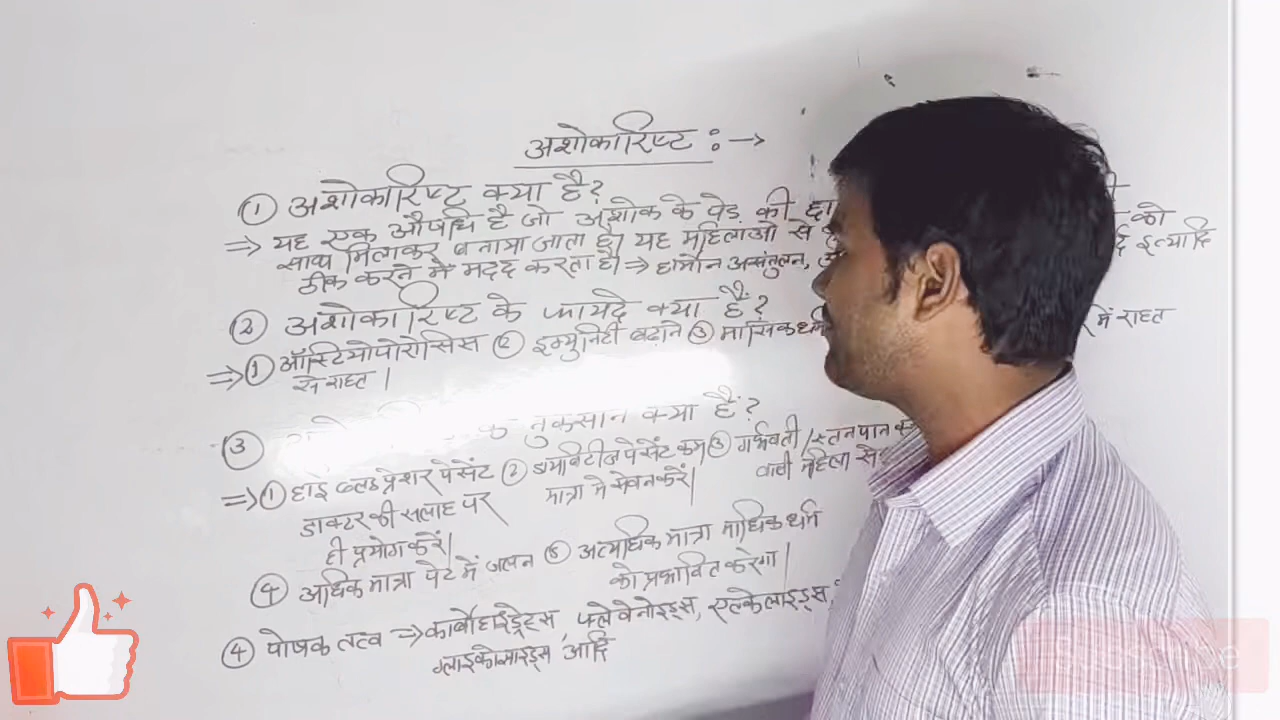 अशोकारिष्ट :→
① अशोकारिष्ट क्या है?
⇒ यह एक औषधि है जो अशोक के पेड़ की को
साथ मिलाकर बनाया जाता है। यह महिलाओं से इत्यादि
ठीक करने में मदद करता है। ⇒ हार्मोन असंतुलन,
② अशोकारिष्ट के फायदे क्या हैं?
⇒ ① ऑस्टियोपोरोसिस ② इम्युनिटी बढ़ाने ③ मासिक धर्म में राहत
से राहत।
③ नुकसान क्या हैं?
⇒ ① हाई ब्लड प्रेशर पेसेंट ② डायबिटीज पेसेंट कम ③ गर्भवती / स्तनपान
डाक्टर की सलाह पर मात्रा में सेवन करें। वाली महिला से
ही प्रयोग करें।
④ अधिक मात्रा पेट में जलन ⑤ अत्यधिक मात्रा माधिक धर्म
को प्रभावित करेगा।
④ पोषक तत्व ⇒ कार्बोहाइड्रेट्स, फ्लेवेनोइड्स, एल्केलाइड्स,
ग्लाइकोसाइड्स आदि
Subscribe